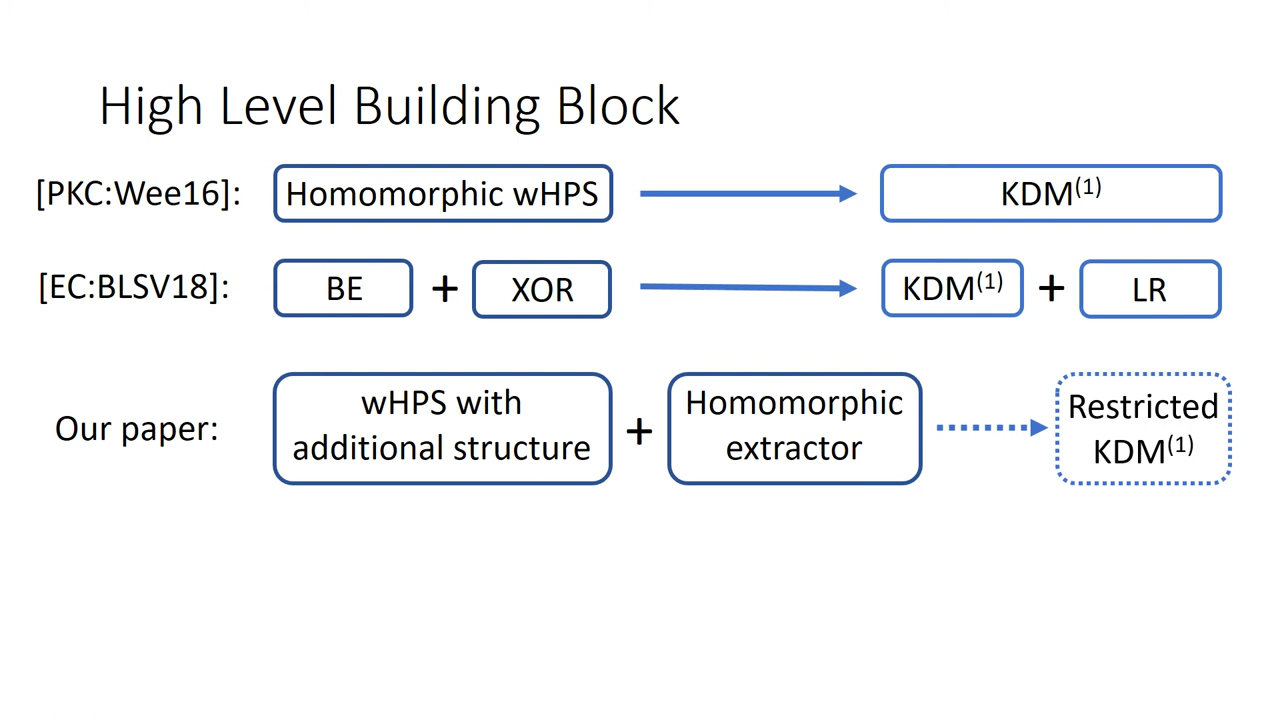 High Level Building Block
[PKC:Wee16]: Homomorphic wHPS KDM⁽¹⁾
[EC:BLSV18]: BE + XOR KDM⁽¹⁾ + LR
Our paper: wHPS with additional structure + Homomorphic extractor Restricted KDM⁽¹⁾